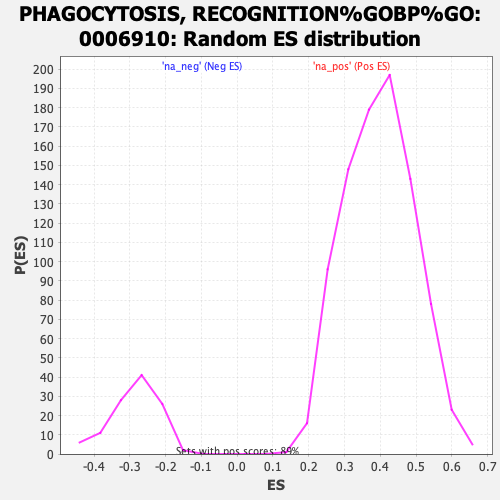 PHAGOCYTOSIS, RECOGNITION%GOBP%GO:
0006910: Random ES distribution
'na_neg' (Neg ES)
'na_pos' (Pos ES)
200
190
180
170
160
150
140
130
120
110
100
90
80
70
60
50
40
30
20
10
0
P(ES)
Sets with pos scores: 89%
-0.4 -0.3 -0.2 -0.1 0.0 0.1 0.2 0.3 0.4 0.5 0.6 0.7
ES